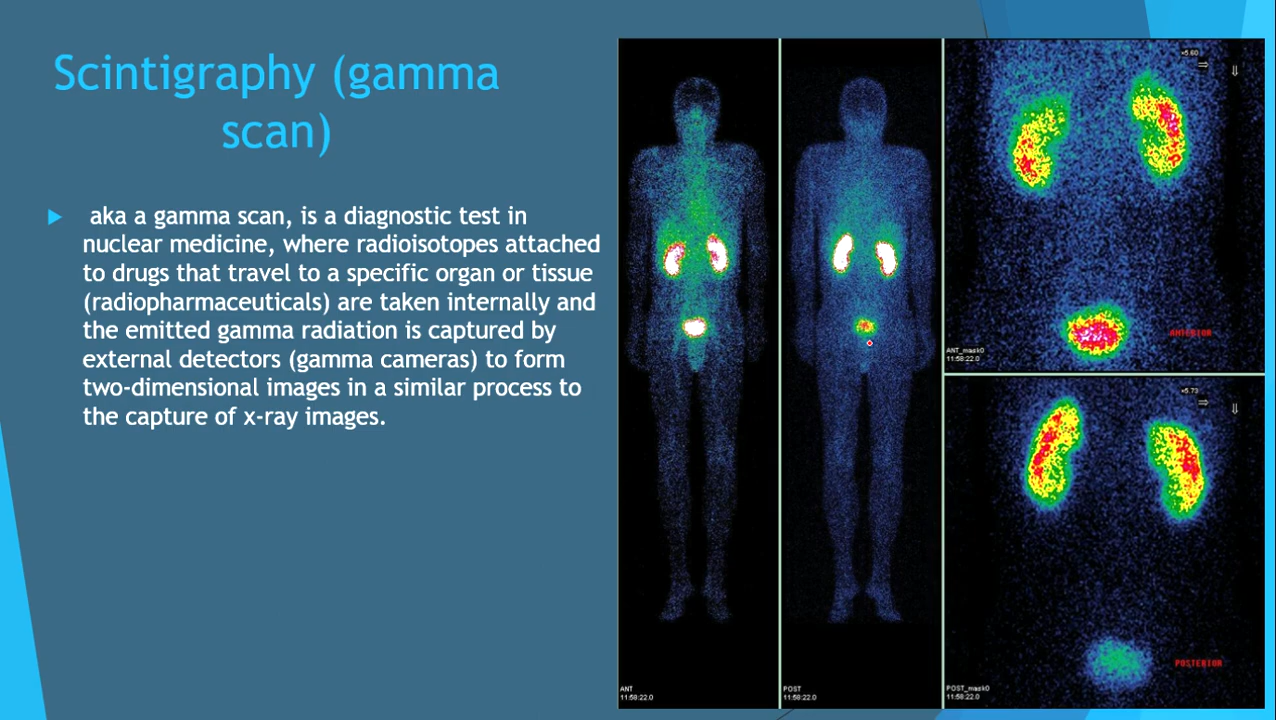 Scintigraphy (gamma
scan)
aka a gamma scan, is a diagnostic test in
nuclear medicine, where radioisotopes attached
to drugs that travel to a specific organ or tissue
(radiopharmaceuticals) are taken internally and
the emitted gamma radiation is captured by
external detectors (gamma cameras) to form
two-dimensional images in a similar process to
the capture of x-ray images.
ANT
11:58:22.0
POST
11:58:22.0
×5.60
⇒ ⇓
ANTERIOR
ANT_mask0
11:58:22.0
×5.73
⇒ ⇓
POSTERIOR
POST_mask0
11:58:22.0